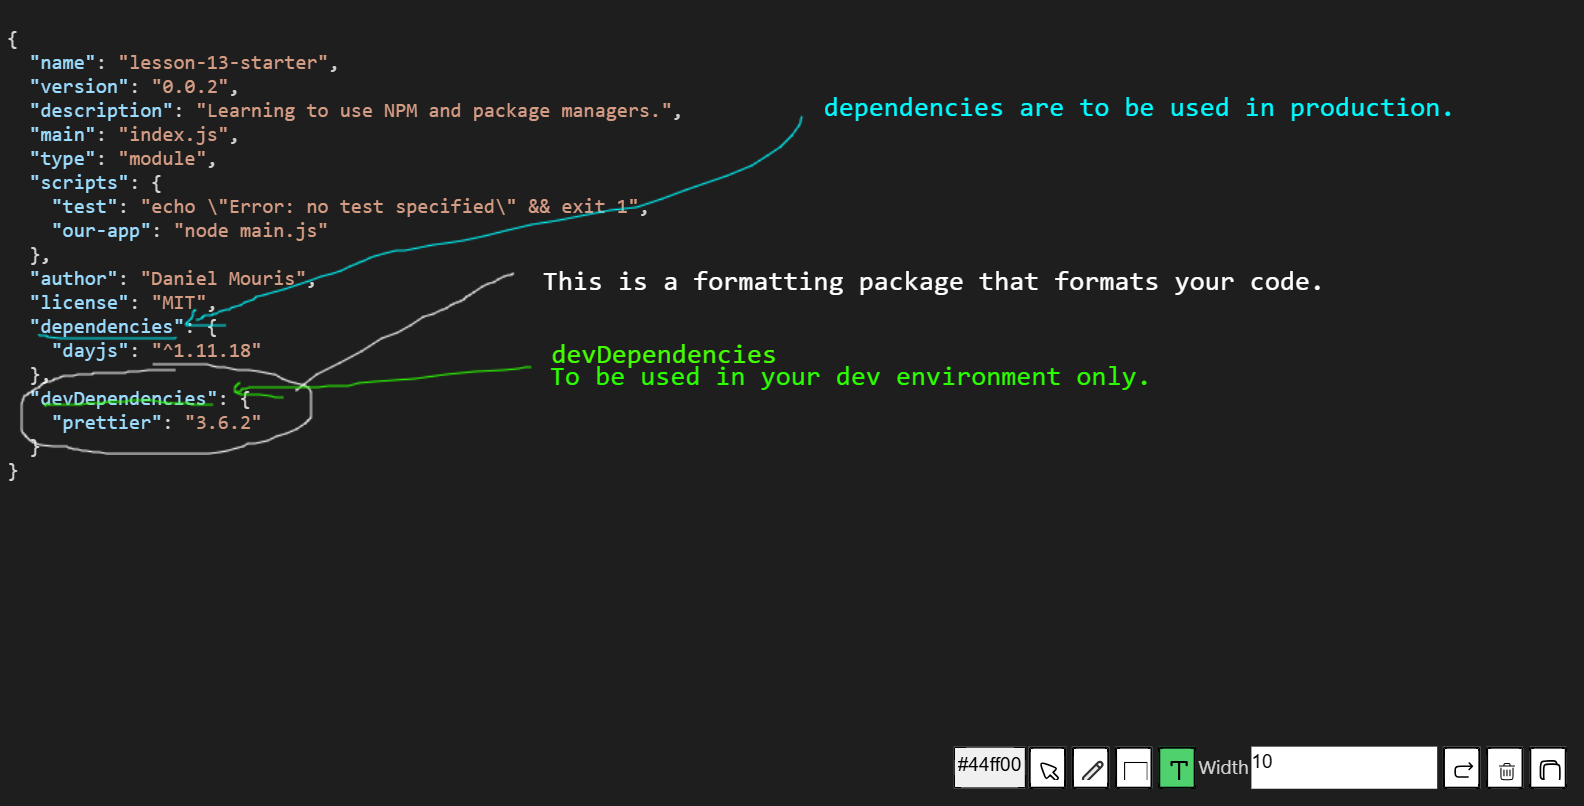 {
  "name": "lesson-13-starter",
  "version": "0.0.2",
  "description": "Learning to use NPM and package managers.",
  "main": "index.js",
  "type": "module",
  "scripts": {
    "test": "echo \"Error: no test specified\" && exit 1",
    "our-app": "node main.js"
  },
  "author": "Daniel Mouris",
  "license": "MIT",
  "dependencies": {
    "dayjs": "^1.11.18"
  },
  "devDependencies": {
    "prettier": "3.6.2"
  }
}
dependencies are to be used in production.
This is a formatting package that formats your code.
devDependencies
To be used in your dev environment only.
#44ff00 T Width 10